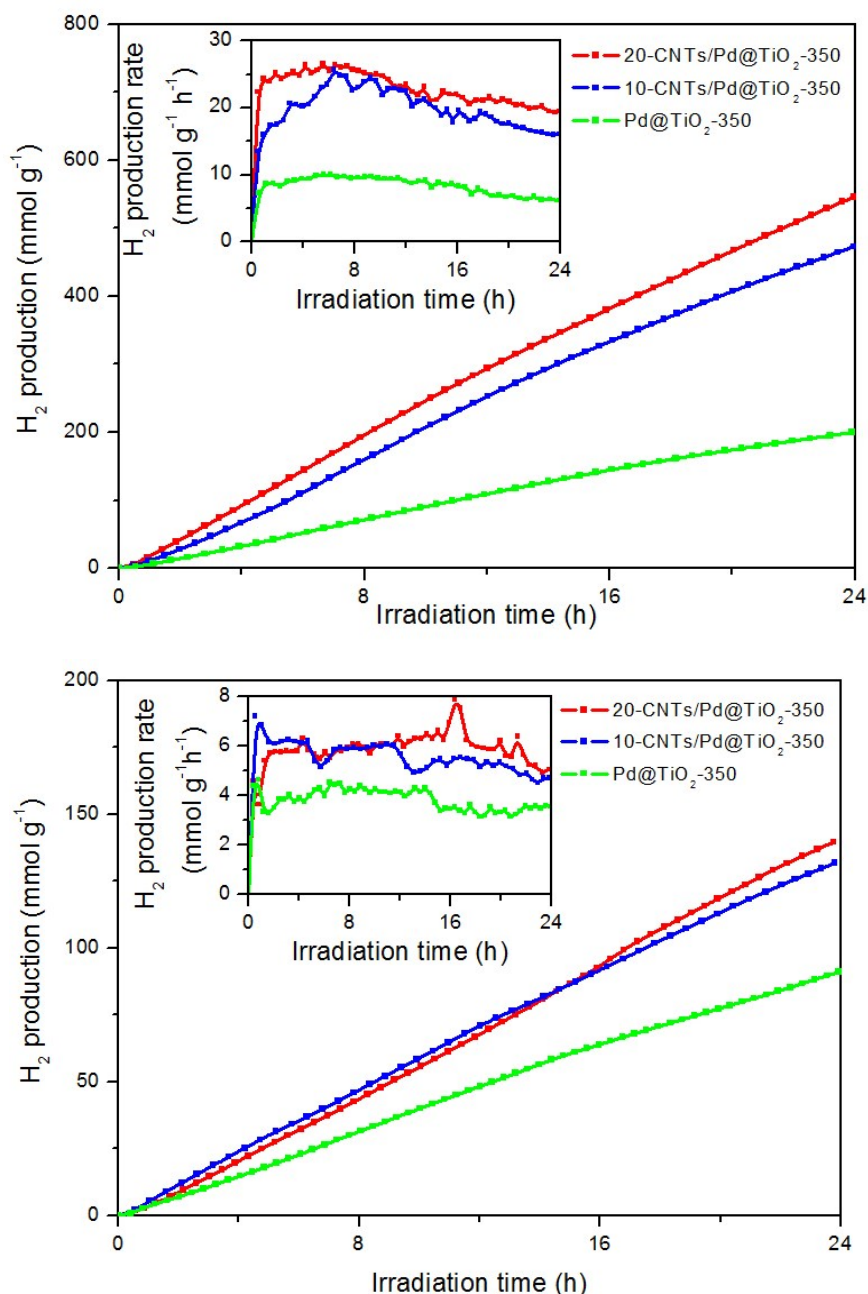 800
600
400
200
0
H₂ production (mmol g⁻¹)
30
20
10
0
H₂ production rate
(mmol g⁻¹ h⁻¹)
0 8 16 24
Irradiation time (h)
20-CNTs/Pd@TiO₂-350
10-CNTs/Pd@TiO₂-350
Pd@TiO₂-350
0 8 16 24
Irradiation time (h)
200
150
100
50
0
H₂ production (mmol g⁻¹)
8
6
4
2
0
H₂ production rate
(mmol g⁻¹h⁻¹)
0 8 16 24
Irradiation time (h)
20-CNTs/Pd@TiO₂-350
10-CNTs/Pd@TiO₂-350
Pd@TiO₂-350
0 8 16 24
Irradiation time (h)